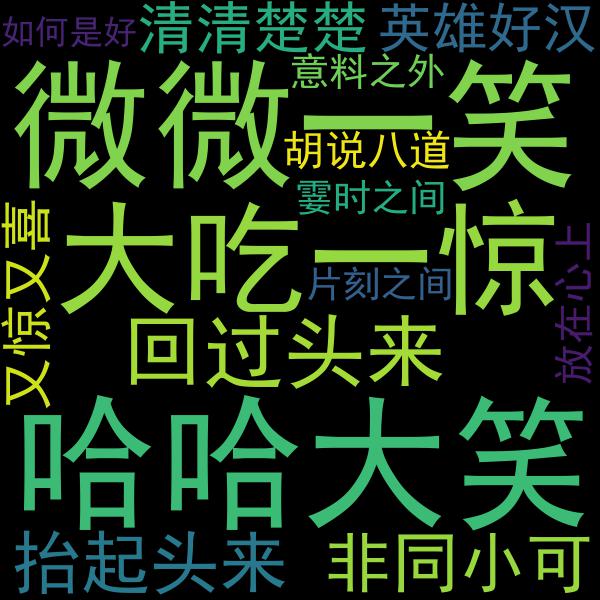 如何是好
清清楚楚
英雄好汉
意料之外
微微一笑
胡说八道
霎时之间
又惊又喜
大吃一惊
放在心上
片刻之间
回过头来
哈哈大笑
抬起头来
非同小可